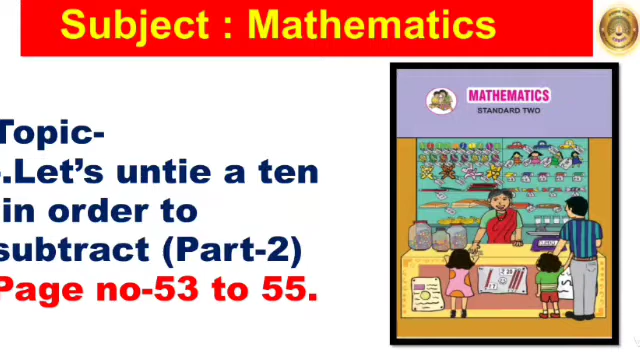 Subject : Mathematics
MATHEMATICS
STANDARD TWO
Topic-
.Let's untie a ten
in order to
subtract (Part-2)
Page no-53 to 55.